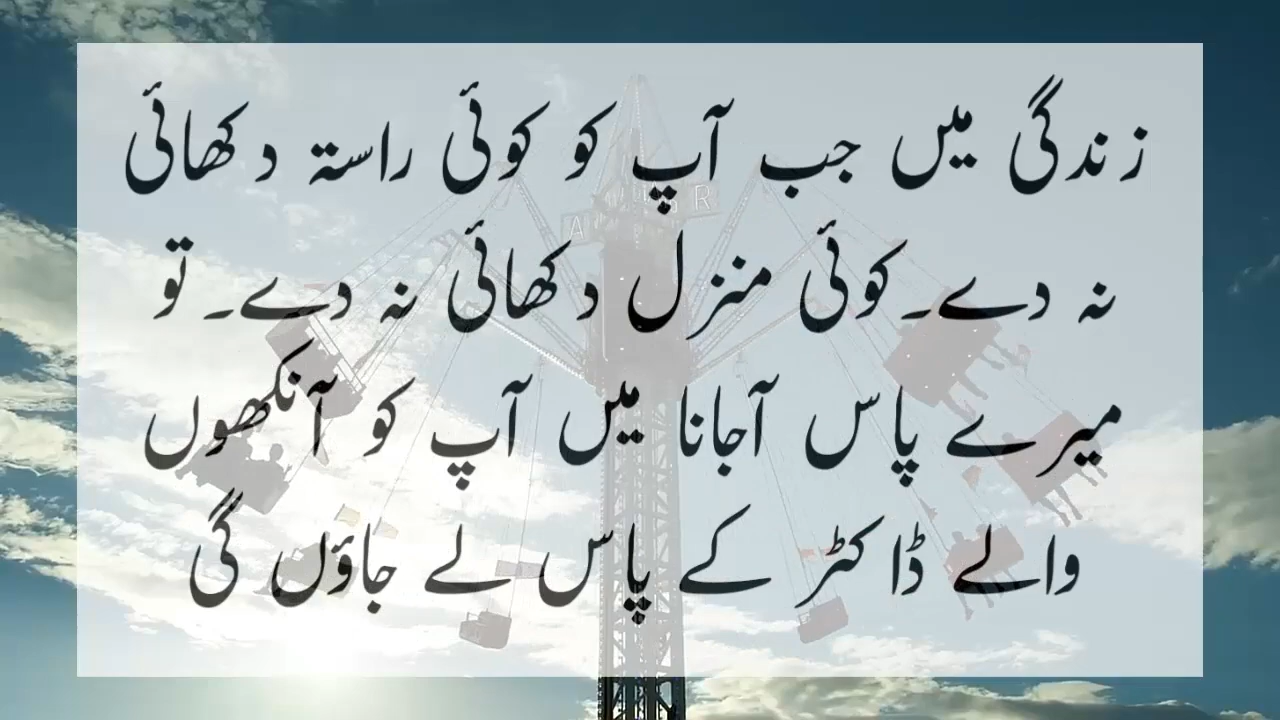 زندگی میں جب آپ کو کوئی راستہ دکھائی
نہ دے۔ کوئی منزل دکھائی نہ دے۔ تو
میرے پاس آجانا میں آپ کو آنکھوں
والے ڈاکٹر کے پاس لے جاؤں گی